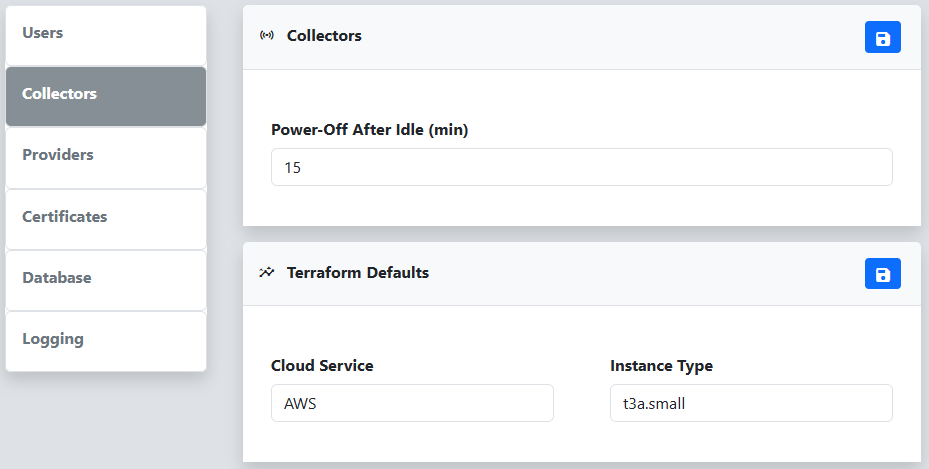 Users
Collectors
Providers
Certificates
Database
Logging
Collectors
Power-Off After Idle (min)
15
Terraform Defaults
Cloud Service
Instance Type
AWS
t3a.small